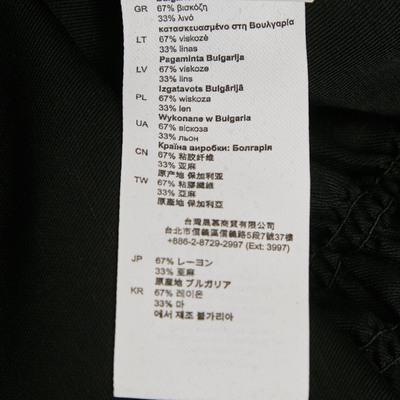 GR 67% βισκόζη
33% λινό
κατασκευασμένο στη Βουλγαρία
LT 67% viskozė
33% linas
Pagaminta Bulgarija
LV 67% viskoze
33% lins
Izgatavots Bulgārijā
PL 67% wiskoza
33% len
Wykonane w Bulgaria
UA 67% віскоза
33% льон
Країна виробки: Болгарія
CN 67% 粘胶纤维
33% 亚麻
原产地 保加利亚
TW 67% 粘膠纖維
33% 亞麻
原產地 保加利亞
台灣晨慕商貿有限公司
台北市信義區信義路5段7號37樓
+886-2-8729-2997 (Ext: 3997)
JP 67% レーヨン
33% 亜麻
原産地 ブルガリア
KR 67% 레이온
33% 마
에서 제조 불가리아